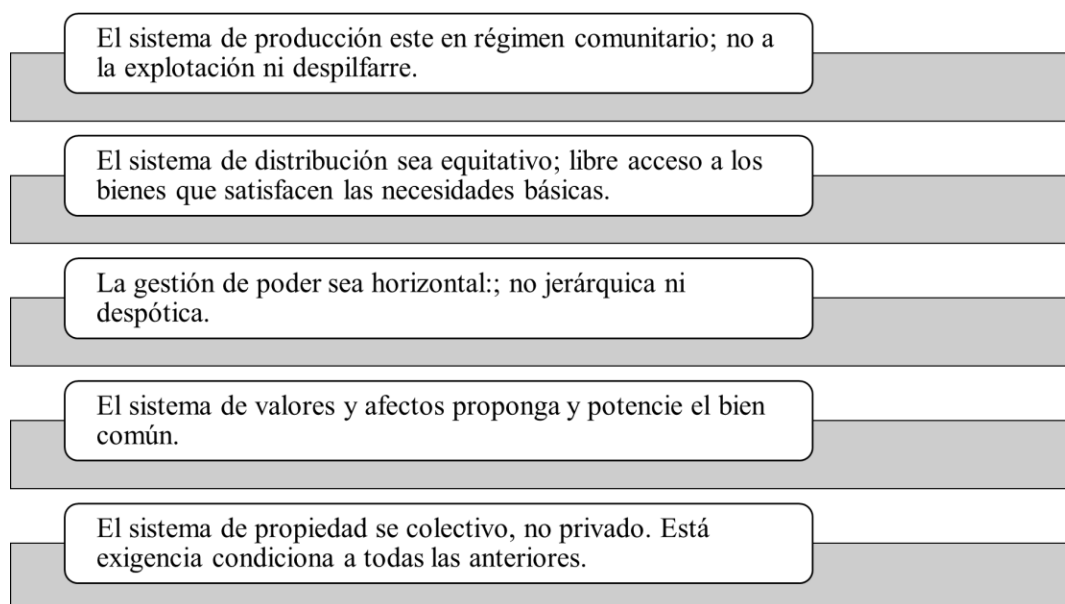 El sistema de producción este en régimen comunitario; no a
la explotación ni despilfarre.
El sistema de distribución sea equitativo; libre acceso a los
bienes que satisfacen las necesidades básicas.
La gestión de poder sea horizontal:; no jerárquica ni
despótica.
El sistema de valores y afectos proponga y potencie el bien
común.
El sistema de propiedad se colectivo, no privado. Está
exigencia condiciona a todas las anteriores.